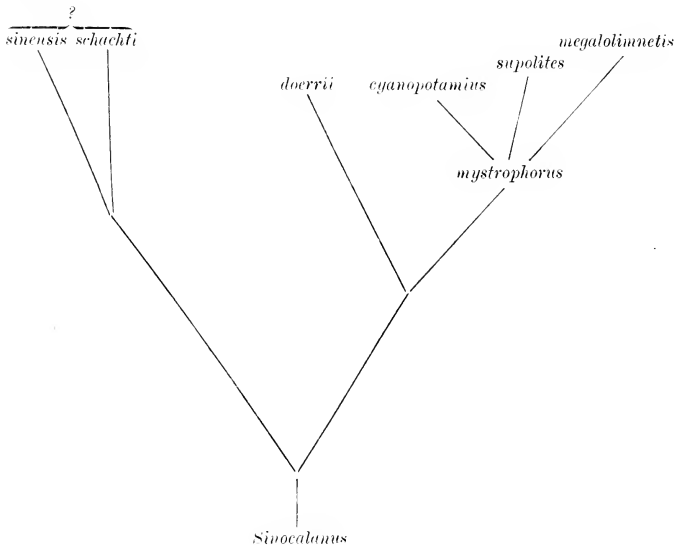 ?
sinensis schachti
megalolimnetis
supolites
doerrii
cyanopotamius
mystrophorus
Sinocalanus